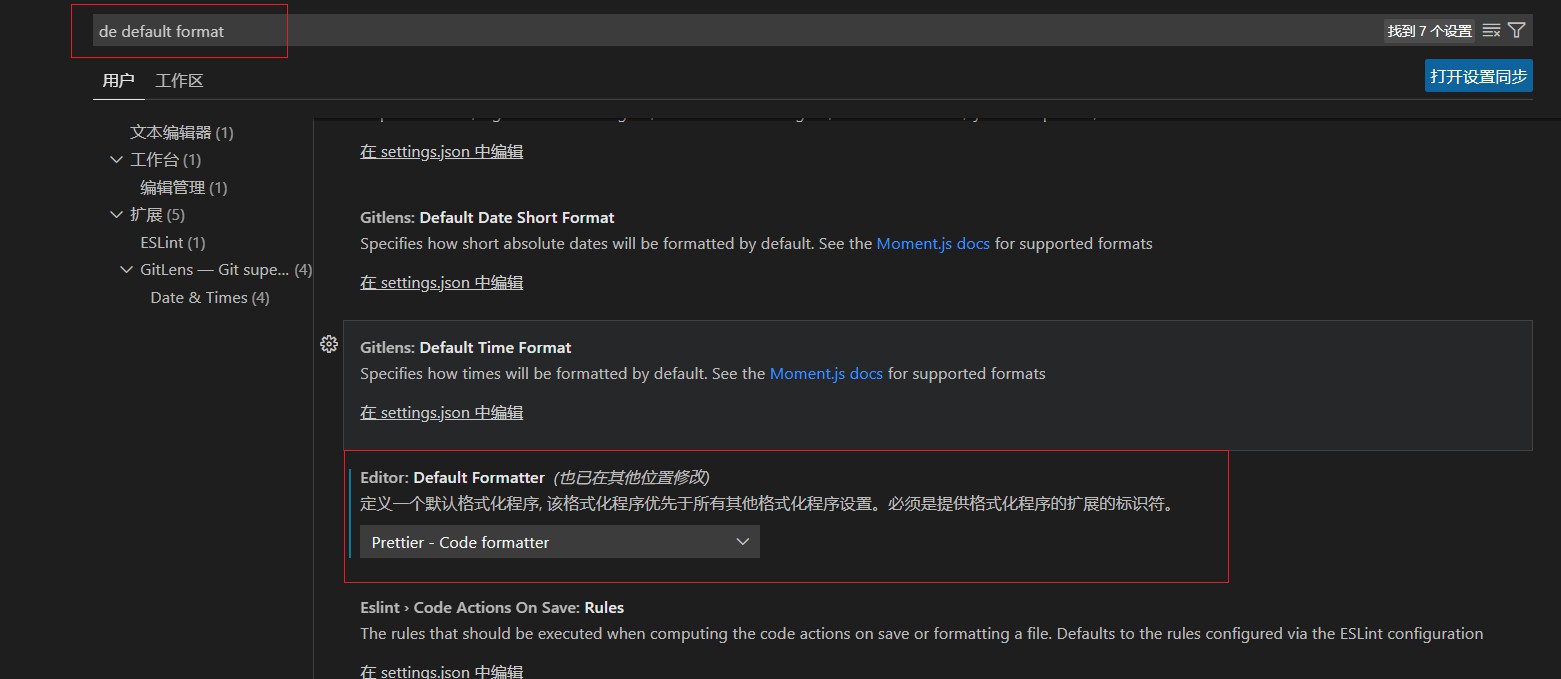 de default format
找到 7 个设置
用户
工作区
打开设置同步
文本编辑器 (1)
工作台 (1)
编辑管理 (1)
扩展 (5)
ESLint (1)
GitLens — Git supe... (4)
Date & Times (4)
在 settings.json 中编辑
Gitlens: Default Date Short Format
Specifies how short absolute dates will be formatted by default. See the Moment.js docs for supported formats
在 settings.json 中编辑
Gitlens: Default Time Format
Specifies how times will be formatted by default. See the Moment.js docs for supported formats
在 settings.json 中编辑
Editor: Default Formatter (也已在其他位置修改)
定义一个默认格式化程序, 该格式化程序优先于所有其他格式化程序设置。必须是提供格式化程序的扩展的标识符。
Prettier - Code formatter
Eslint › Code Actions On Save: Rules
The rules that should be executed when computing the code actions on save or formatting a file. Defaults to the rules configured via the ESLint configuration
在 settings.json 中编辑